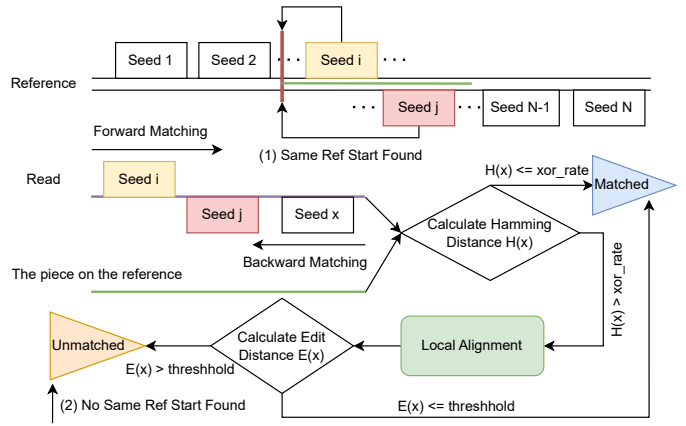 Seed 1
Seed 2
...
Seed i
...
Reference
...
Seed j
...
Seed N-1
Seed N
Forward Matching
(1) Same Ref Start Found
Read
Seed i
H(x) <= xor_rate
Matched
Seed j
Seed x
Calculate Hamming
Distance H(x)
Backward Matching
The piece on the reference
H(x) > xor_rate
Unmatched
Calculate Edit
Distance E(x)
Local Alignment
E(x) > threshhold
(2) No Same Ref Start Found
E(x) <= threshhold